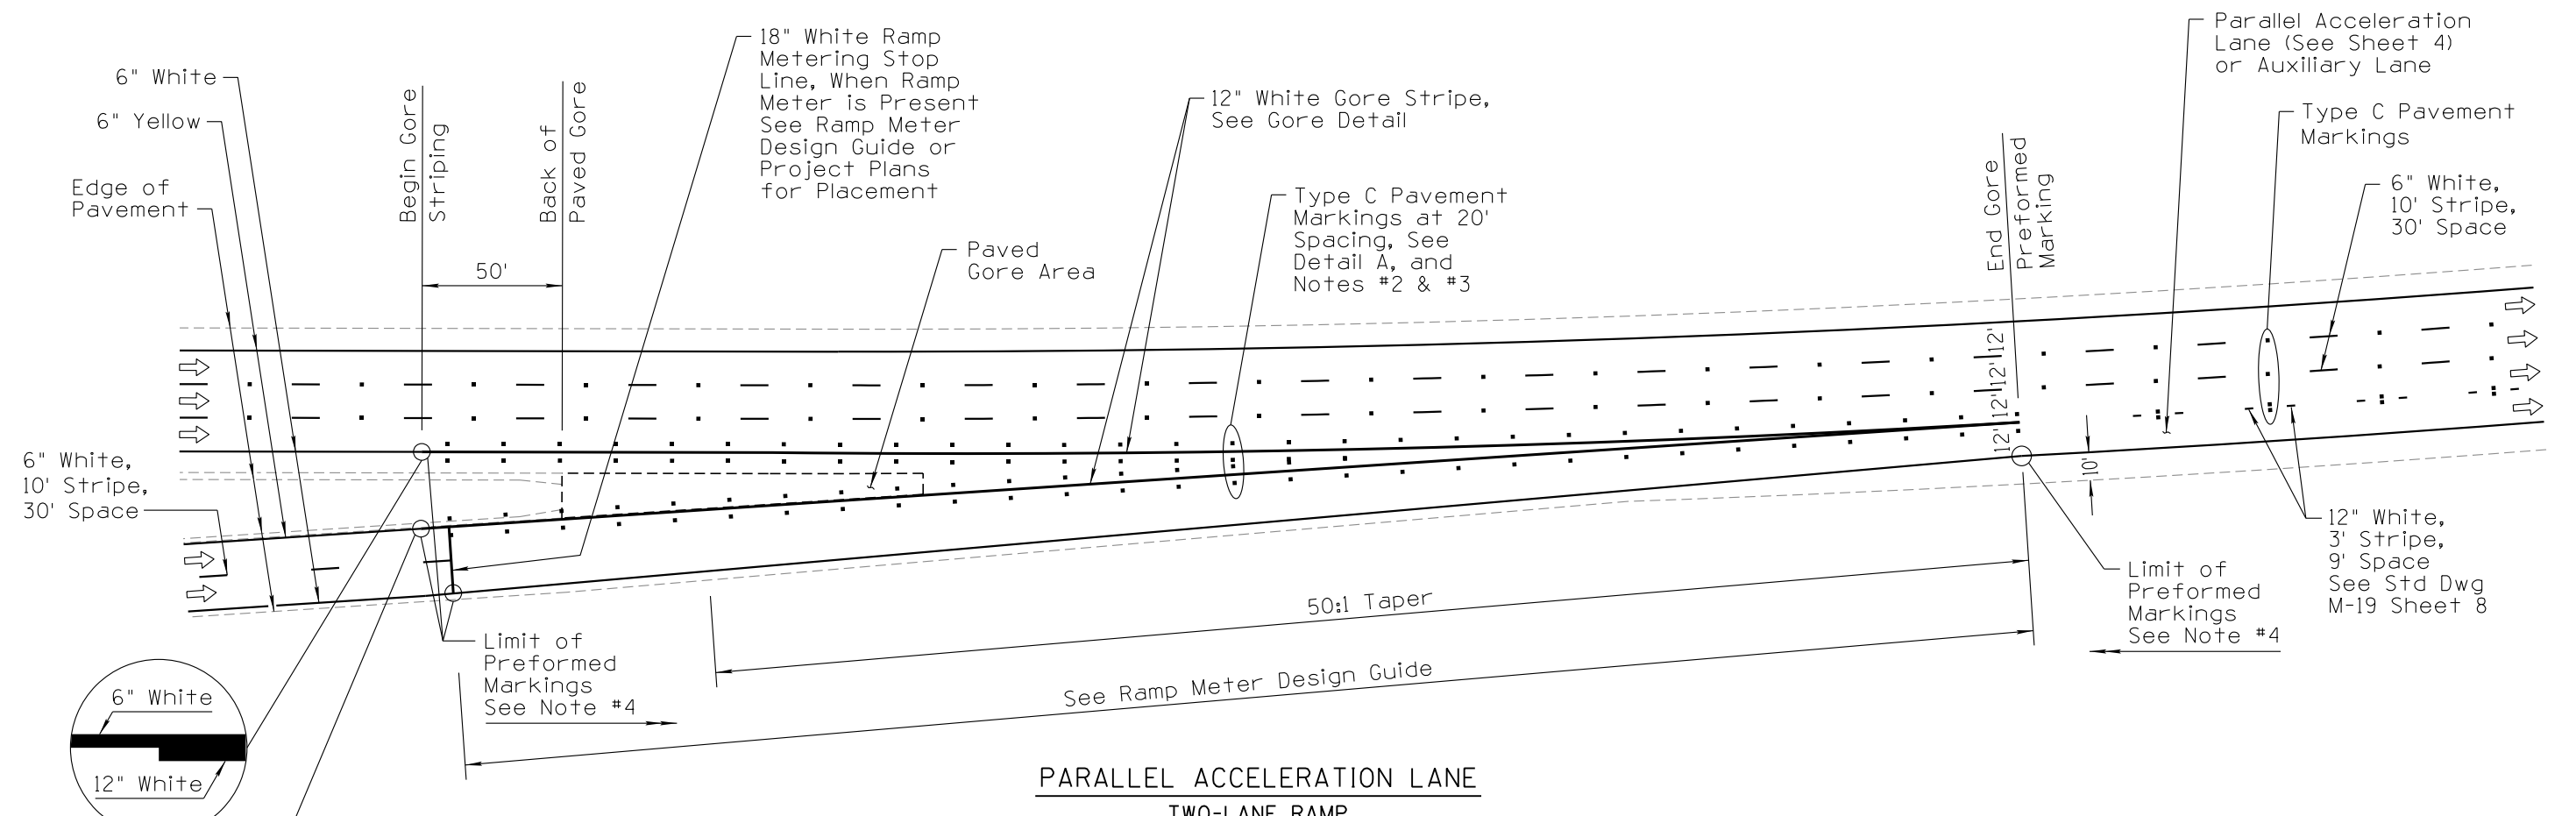 6" White
6" Yellow
Edge of
Pavement
6" White,
10' Stripe,
30' Space
Begin Gore
Striping
Back of
Paved Gore
50'
18" White Ramp
Metering Stop
Line, When Ramp
Meter is Present
See Ramp Meter
Design Guide or
Project Plans
for Placement
Paved
Gore Area
12" White Gore Stripe,
See Gore Detail
Type C Pavement
Markings at 20'
Spacing, See
Detail A, and
Notes #2 & #3
End Gore
Preformed
Marking
Parallel Acceleration
Lane (See Sheet 4)
or Auxiliary Lane
Type C Pavement
Markings
6" White,
10' Stripe,
30' Space
12'
12'
12'
12'
10'
12" White,
3' Stripe,
9' Space
See Std Dwg
M-19 Sheet 8
Limit of
Preformed
Markings
See Note #4
50:1 Taper
See Ramp Meter Design Guide
Limit of
Preformed
Markings
See Note #4
6" White
12" White
PARALLEL ACCELERATION LANE
TWO-LANE RAMP